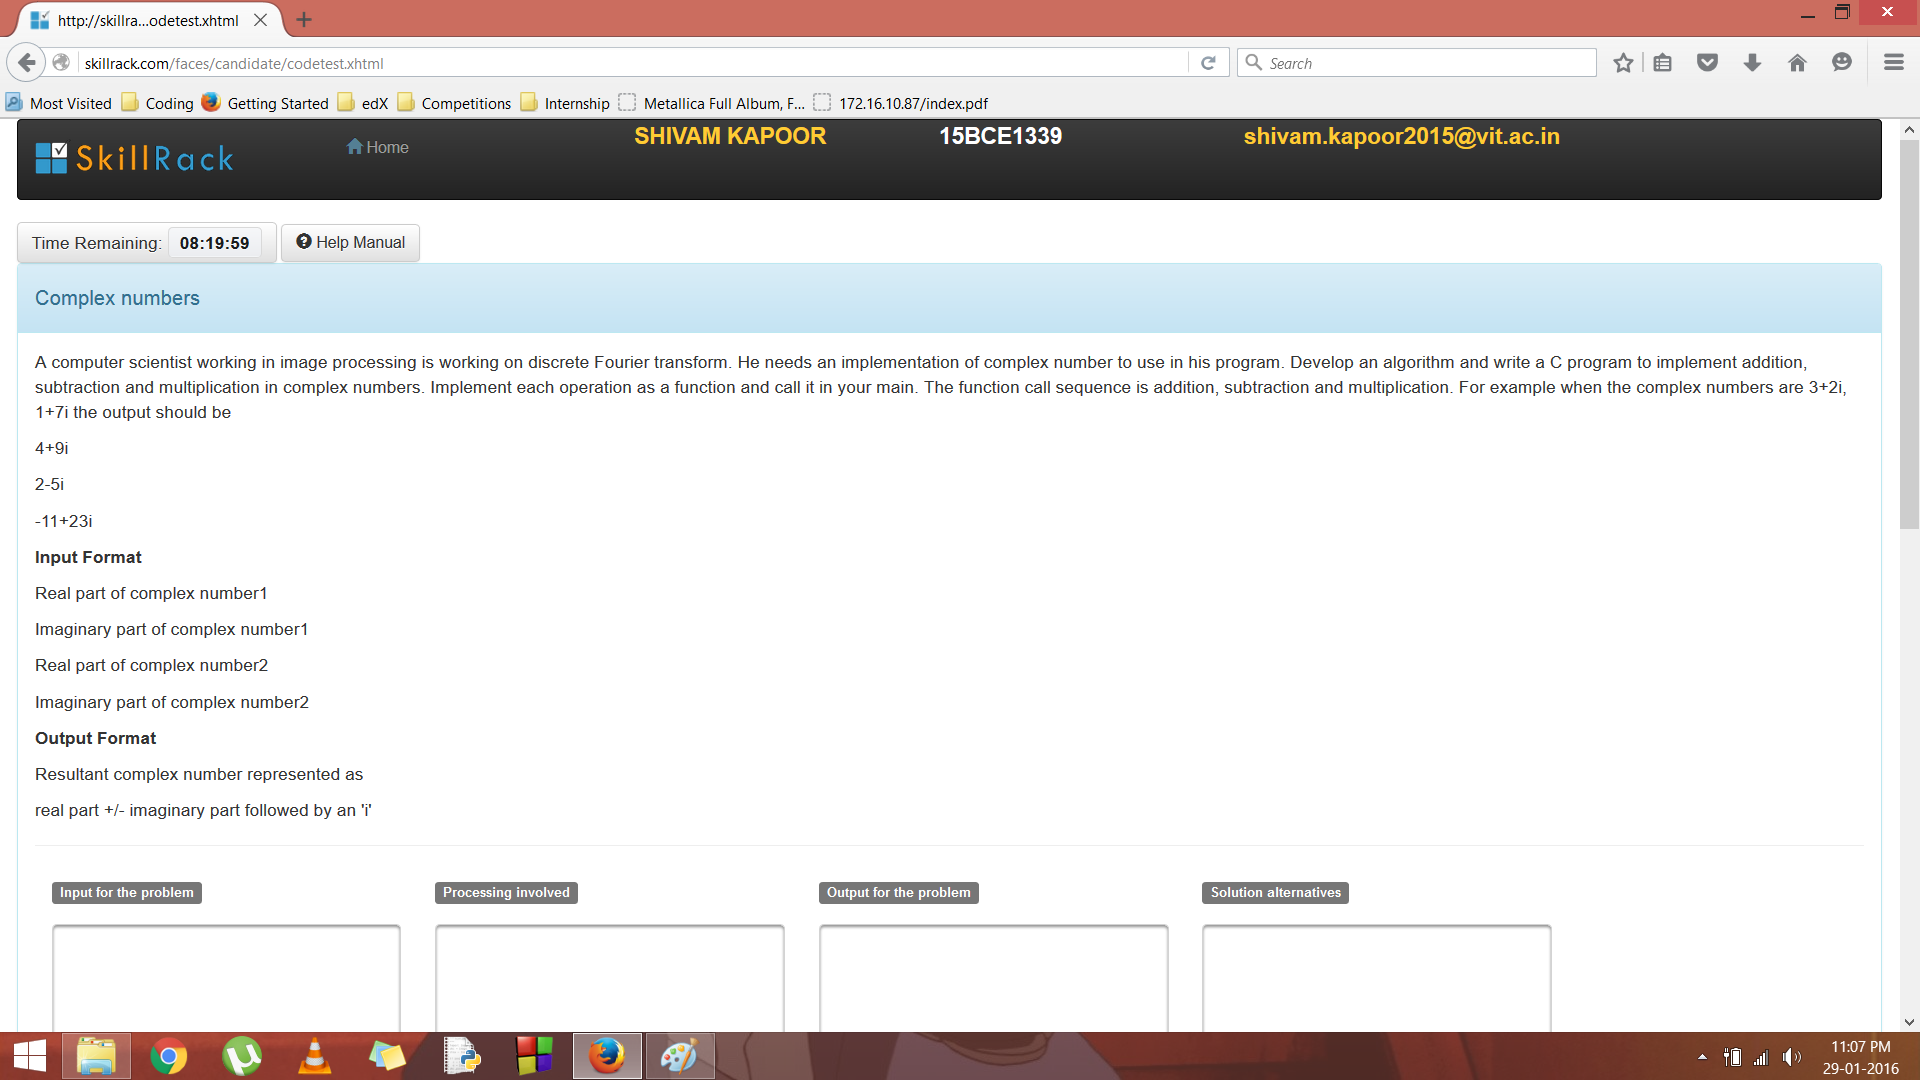 http://skillra...odetest.xhtml
skillrack.com/faces/candidate/codetest.xhtml
Search
Most Visited Coding Getting Started edX Competitions Internship Metallica Full Album, F... 172.16.10.87/index.pdf
SkillRack
Home
SHIVAM KAPOOR
15BCE1339
shivam.kapoor2015@vit.ac.in
Time Remaining: 08:19:59
Help Manual
Complex numbers
A computer scientist working in image processing is working on discrete Fourier transform. He needs an implementation of complex number to use in his program. Develop an algorithm and write a C program to implement addition,
subtraction and multiplication in complex numbers. Implement each operation as a function and call it in your main. The function call sequence is addition, subtraction and multiplication. For example when the complex numbers are 3+2i,
1+7i the output should be
4+9i
2-5i
-11+23i
Input Format
Real part of complex number1
Imaginary part of complex number1
Real part of complex number2
Imaginary part of complex number2
Output Format
Resultant complex number represented as
real part +/- imaginary part followed by an 'i'
Input for the problem
Processing involved
Output for the problem
Solution alternatives
11:07 PM
29-01-2016